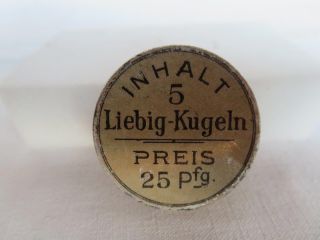 INHALT
5
Liebig-Kugeln
PREIS
25 Pfg.